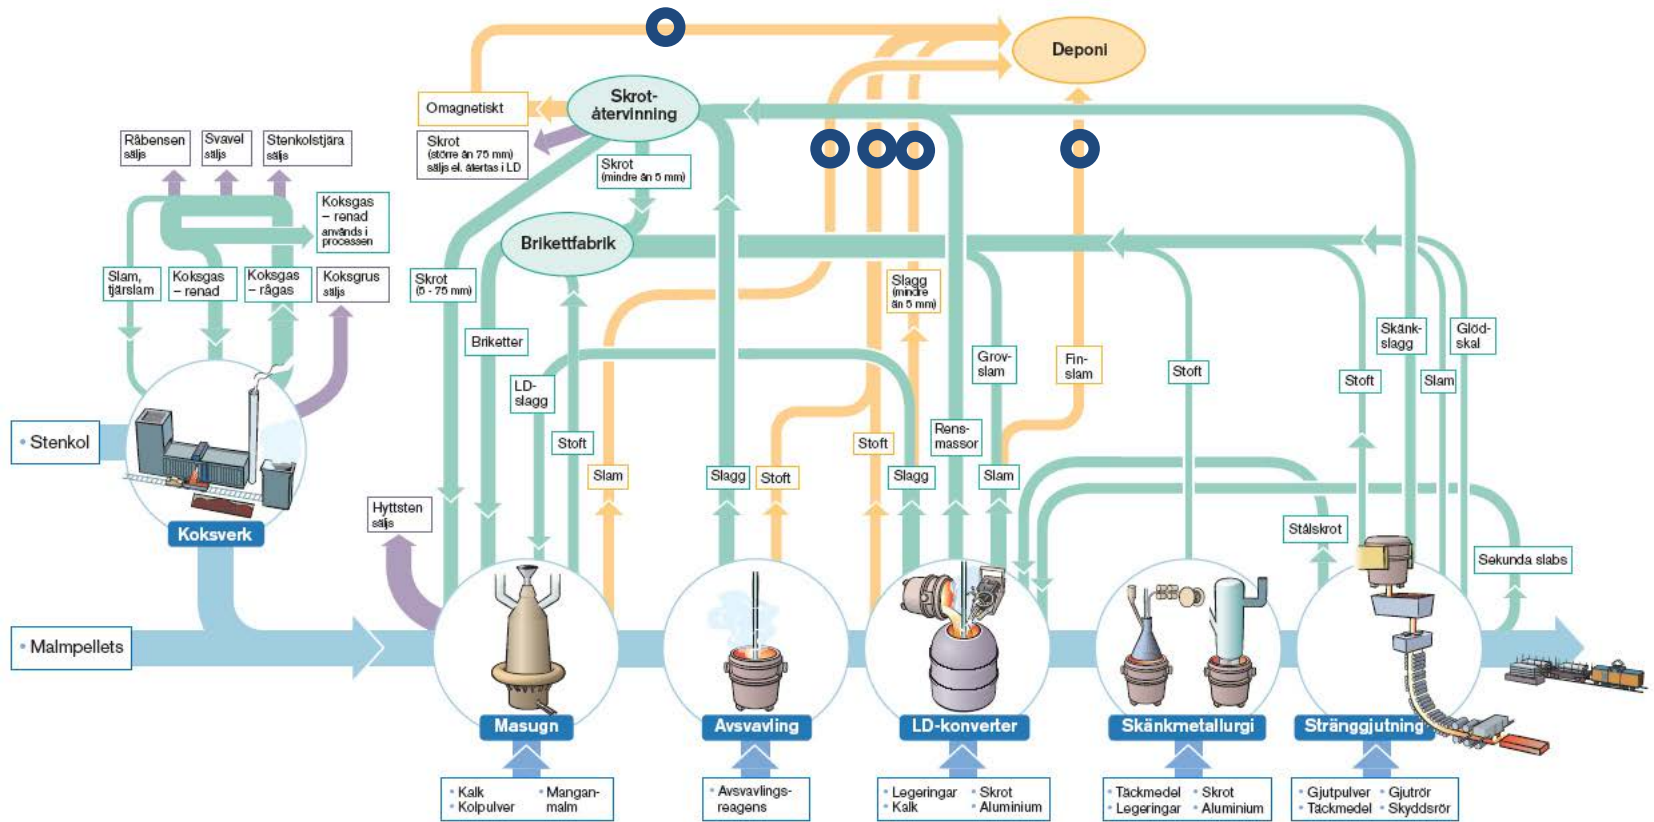 Deponi
Skrot-
återvinning
Omagnetiskt
Skrot
(större än 75 mm)
säljs el. återtas i LD
Skrot
(mindre än 5 mm)
Råbensen
säljs
Svavel
säljs
Stenkolstjära
säljs
Koksgas
– renad
används i
processen
Brikettfabrik
Slam,
tjärslam
Koksgas
– renad
Koksgas
– rågas
Koksgrus
säljs
Skrot
(5 - 75 mm)
Slagg
(mindre
än 5 mm)
Briketter
Skänk-
slagg
Glöd-
skal
Grov-
slam
Fin-
slam
Stoft
Stoft
Slam
LD-
slagg
• Stenkol
Stoft
Stoft
Rens-
massor
Slam
Slagg
Stoft
Slagg
Slam
Hyttsten
säljs
Stålskrot
Koksverk
Sekunda slabs
• Malmpellets
Masugn
Avsvavling
LD-konverter
Skänkmetallurgi
Stränggjutning
• Kalk
• Kolpulver
• Mangan-
malm
• Avsvavlings-
reagens
• Legeringar
• Kalk
• Skrot
• Aluminium
• Täckmedel
• Legeringar
• Skrot
• Aluminium
• Gjutpulver
• Täckmedel
• Gjutrör
• Skyddsrör